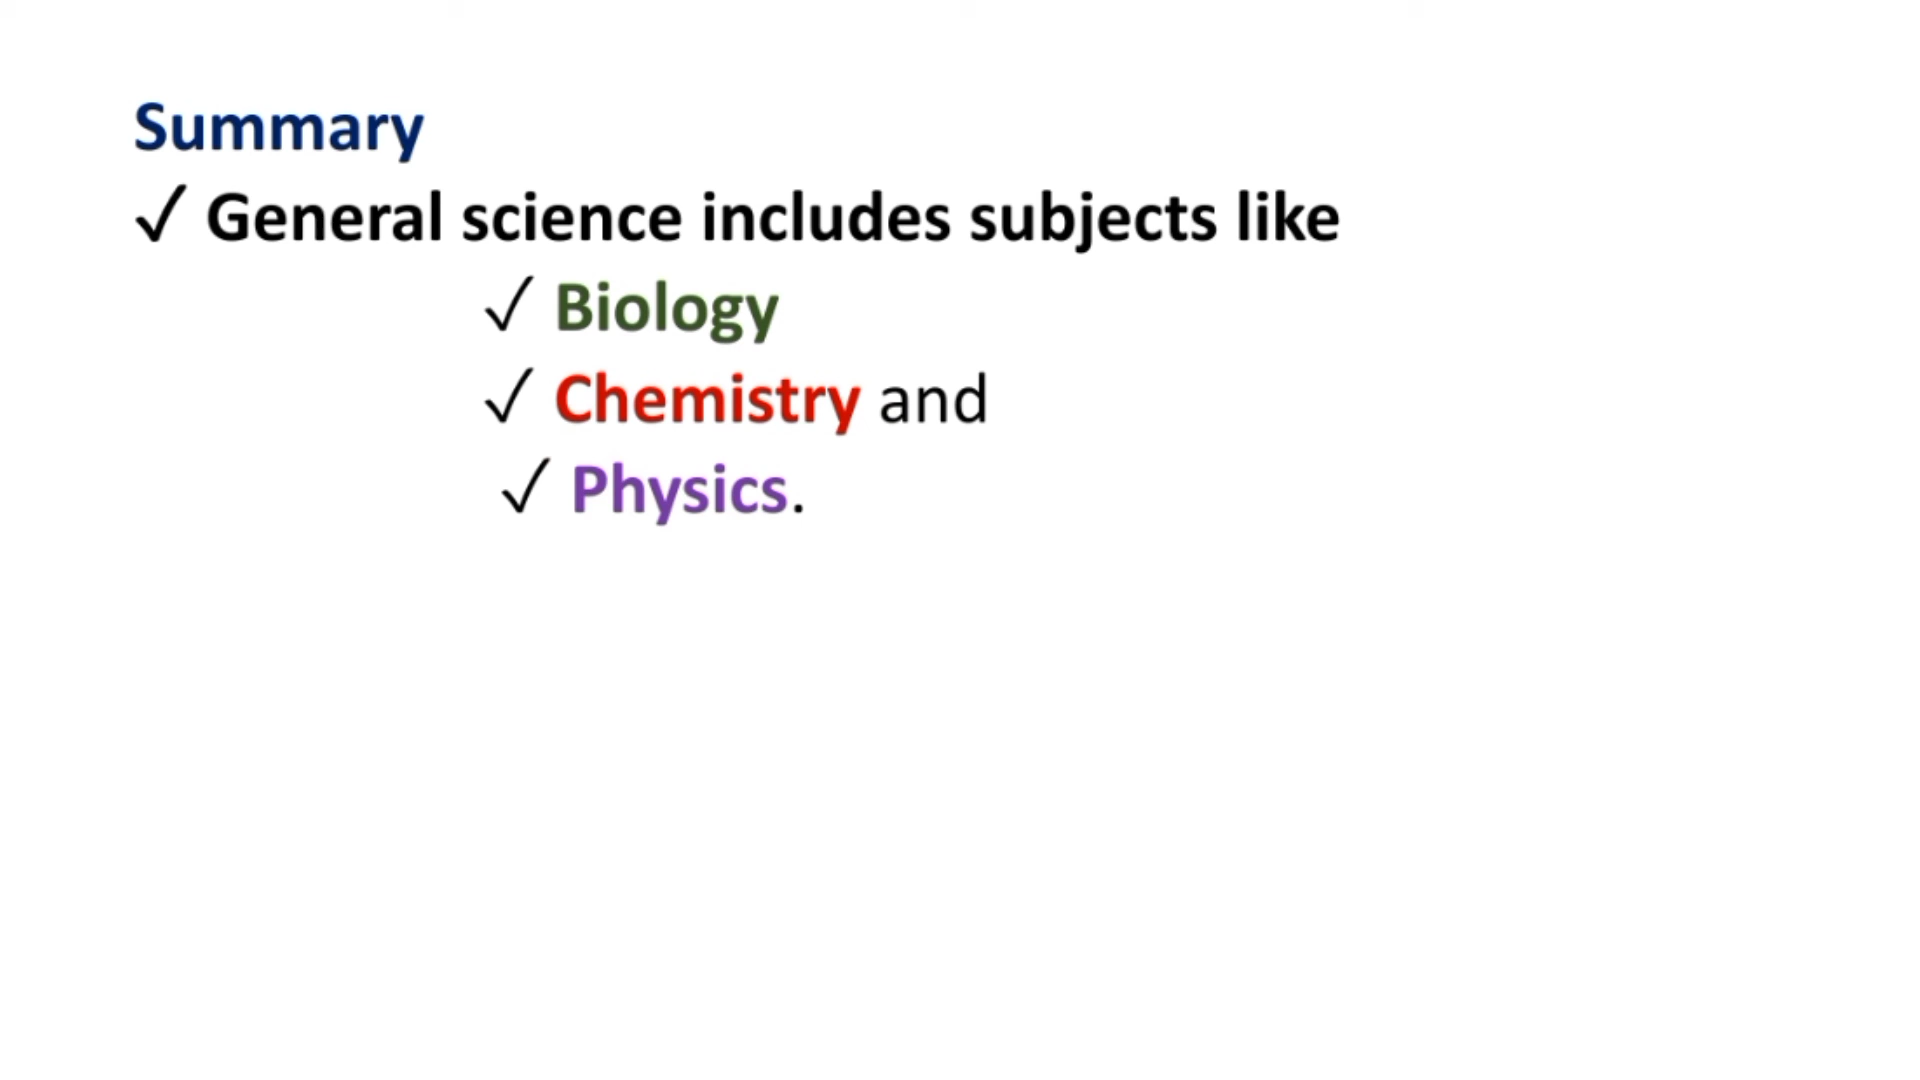 Summary
✓ General science includes subjects like
✓ Biology
✓ Chemistry and
✓ Physics.